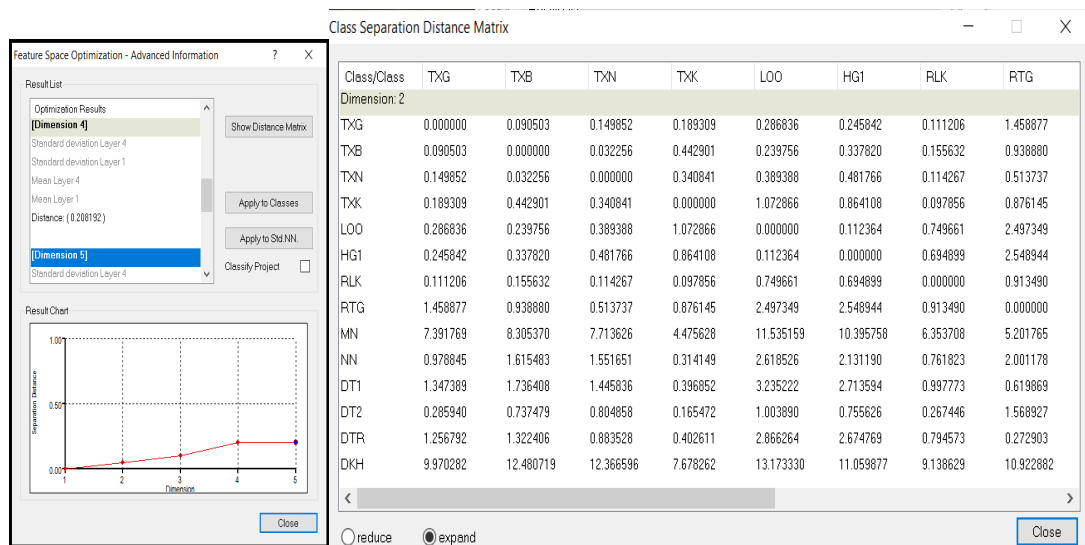 Feature Space Optimization - Advanced Information ? X
Result List
Optimization Results
[Dimension 4]
Standard deviation Layer 4
Standard deviation Layer 1
Mean Layer 4
Mean Layer 1
Distance: ( 0.208192 )
[Dimension 5]
Standard deviation Layer 4
Show Distance Matrix
Apply to Classes
Apply to Std.NN.
Classify Project
Result Chart
Separation Distance
1.00
0.50
0.00
1 2 3 4 5
Dimension
Close
Class Separation Distance Matrix
Class/Class TXG TXB TXN TXK LOO HG1 RLK RTG
Dimension: 2
TXG 0.000000 0.090503 0.149852 0.189309 0.286836 0.245842 0.111206 1.458877
TXB 0.090503 0.000000 0.032256 0.442901 0.239756 0.337820 0.155632 0.938880
TXN 0.149852 0.032256 0.000000 0.340841 0.389388 0.481766 0.114267 0.513737
TXK 0.189309 0.442901 0.340841 0.000000 1.072866 0.864108 0.097856 0.876145
LOO 0.286836 0.239756 0.389388 1.072866 0.000000 0.112364 0.749661 2.497349
HG1 0.245842 0.337820 0.481766 0.864108 0.112364 0.000000 0.694899 2.548944
RLK 0.111206 0.155632 0.114267 0.097856 0.749661 0.694899 0.000000 0.913490
RTG 1.458877 0.938880 0.513737 0.876145 2.497349 2.548944 0.913490 0.000000
MN 7.391769 8.305370 7.713626 4.475628 11.535159 10.395758 6.353708 5.201765
NN 0.978845 1.615483 1.551651 0.314149 2.618526 2.131190 0.761823 2.001178
DT1 1.347389 1.736408 1.445836 0.396852 3.235222 2.713594 0.997773 0.619869
DT2 0.285940 0.737479 0.804858 0.165472 1.003890 0.755626 0.267446 1.568927
DTR 1.256792 1.322406 0.883528 0.402611 2.866264 2.674769 0.794573 0.272903
DKH 9.970282 12.480719 12.366596 7.678262 13.173330 11.059877 9.138629 10.922882
reduce expand
Close